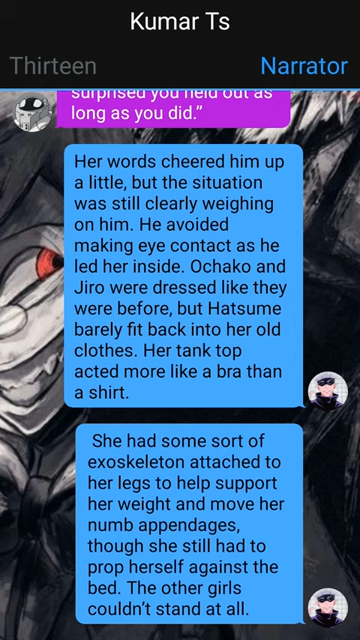 Kumar Ts
Thirteen
Narrator
surprised you held out as
long as you did.”
Her words cheered him up
a little, but the situation
was still clearly weighing
on him. He avoided
making eye contact as he
led her inside. Ochako and
Jiro were dressed like they
were before, but Hatsume
barely fit back into her old
clothes. Her tank top
acted more like a bra than
a shirt.
She had some sort of
exoskeleton attached to
her legs to help support
her weight and move her
numb appendages,
though she still had to
prop herself against the
bed. The other girls
couldn’t stand at all.